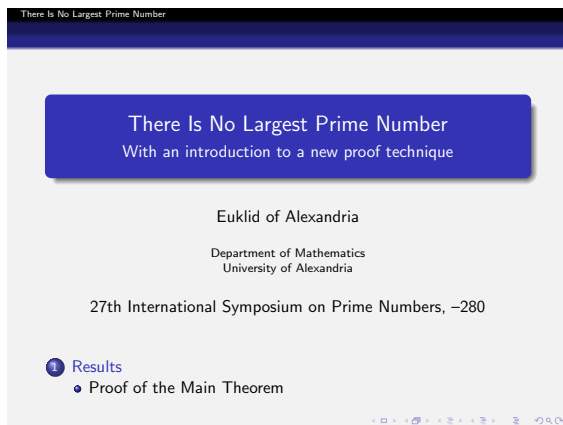 There Is No Largest Prime Number
There Is No Largest Prime Number
With an introduction to a new proof technique
Euklid of Alexandria
Department of Mathematics
University of Alexandria
27th International Symposium on Prime Numbers, –280
1 Results
Proof of the Main Theorem